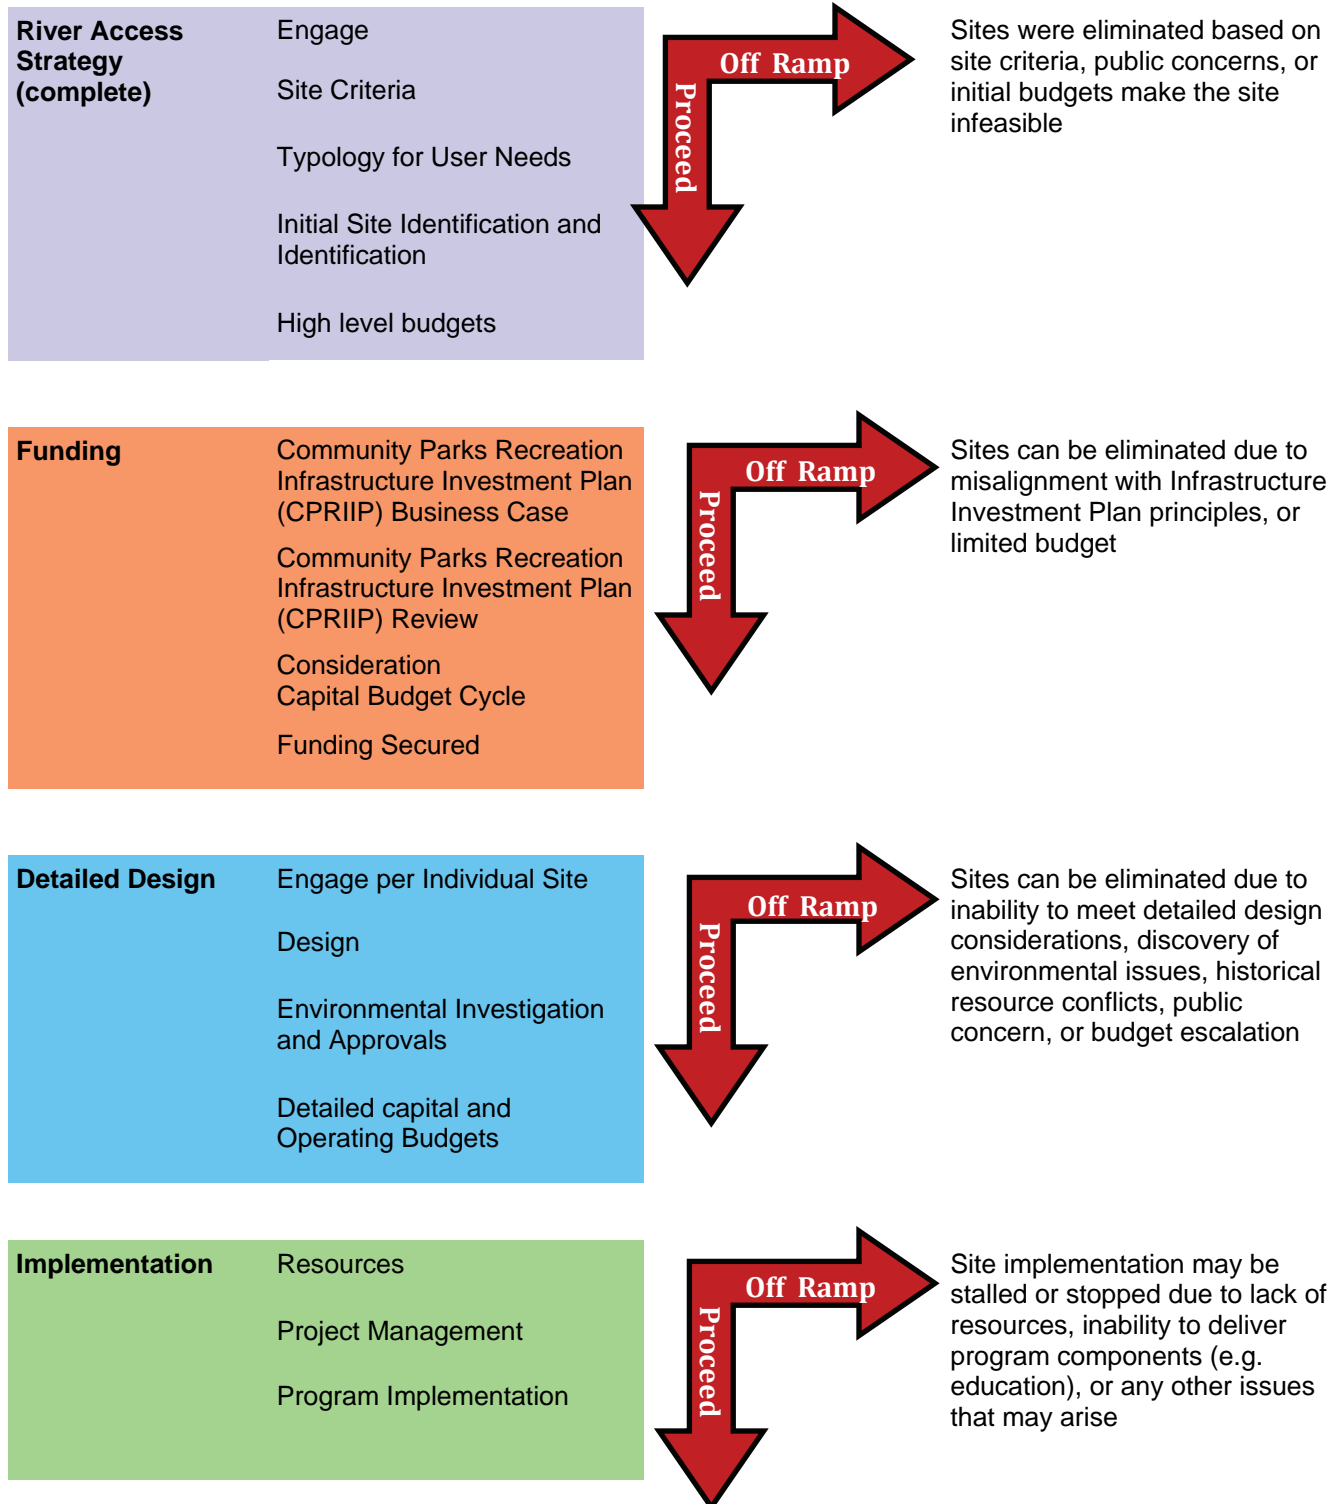 River Access
Strategy
(complete)
Engage
Site Criteria
Typology for User Needs
Initial Site Identification and
Identification
High level budgets
Off Ramp
Proceed
Sites were eliminated based on
site criteria, public concerns, or
initial budgets make the site
infeasible
Funding
Community Parks Recreation
Infrastructure Investment Plan
(CPRIIP) Business Case
Community Parks Recreation
Infrastructure Investment Plan
(CPRIIP) Review
Consideration
Capital Budget Cycle
Funding Secured
Off Ramp
Proceed
Sites can be eliminated due to
misalignment with Infrastructure
Investment Plan principles, or
limited budget
Detailed Design
Engage per Individual Site
Design
Environmental Investigation
and Approvals
Detailed capital and
Operating Budgets
Off Ramp
Proceed
Sites can be eliminated due to
inability to meet detailed design
considerations, discovery of
environmental issues, historical
resource conflicts, public
concern, or budget escalation
Implementation
Resources
Project Management
Program Implementation
Off Ramp
Proceed
Site implementation may be
stalled or stopped due to lack of
resources, inability to deliver
program components (e.g.
education), or any other issues
that may arise